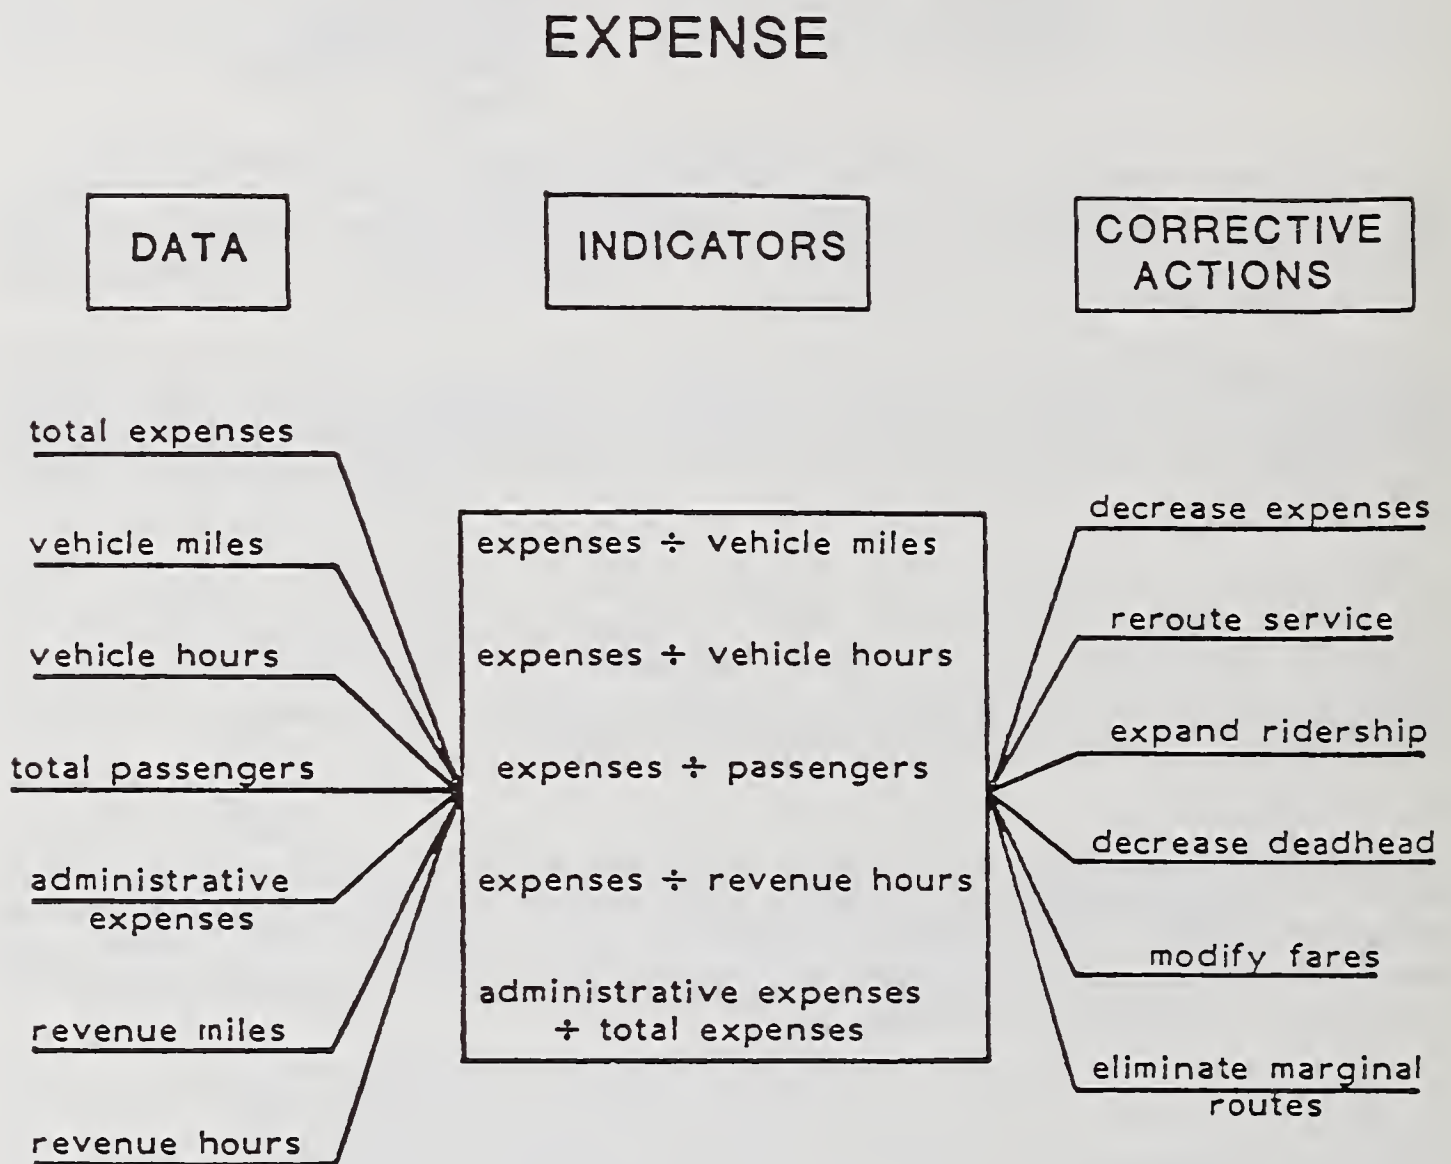 EXPENSE
DATA
INDICATORS
CORRECTIVE
ACTIONS
total expenses
vehicle miles
vehicle hours
total passengers
administrative
expenses
revenue miles
revenue hours
expenses ÷ vehicle miles
expenses ÷ vehicle hours
expenses ÷ passengers
expenses ÷ revenue hours
administrative expenses
÷ total expenses
decrease expenses
reroute service
expand ridership
decrease deadhead
modify fares
eliminate marginal
routes